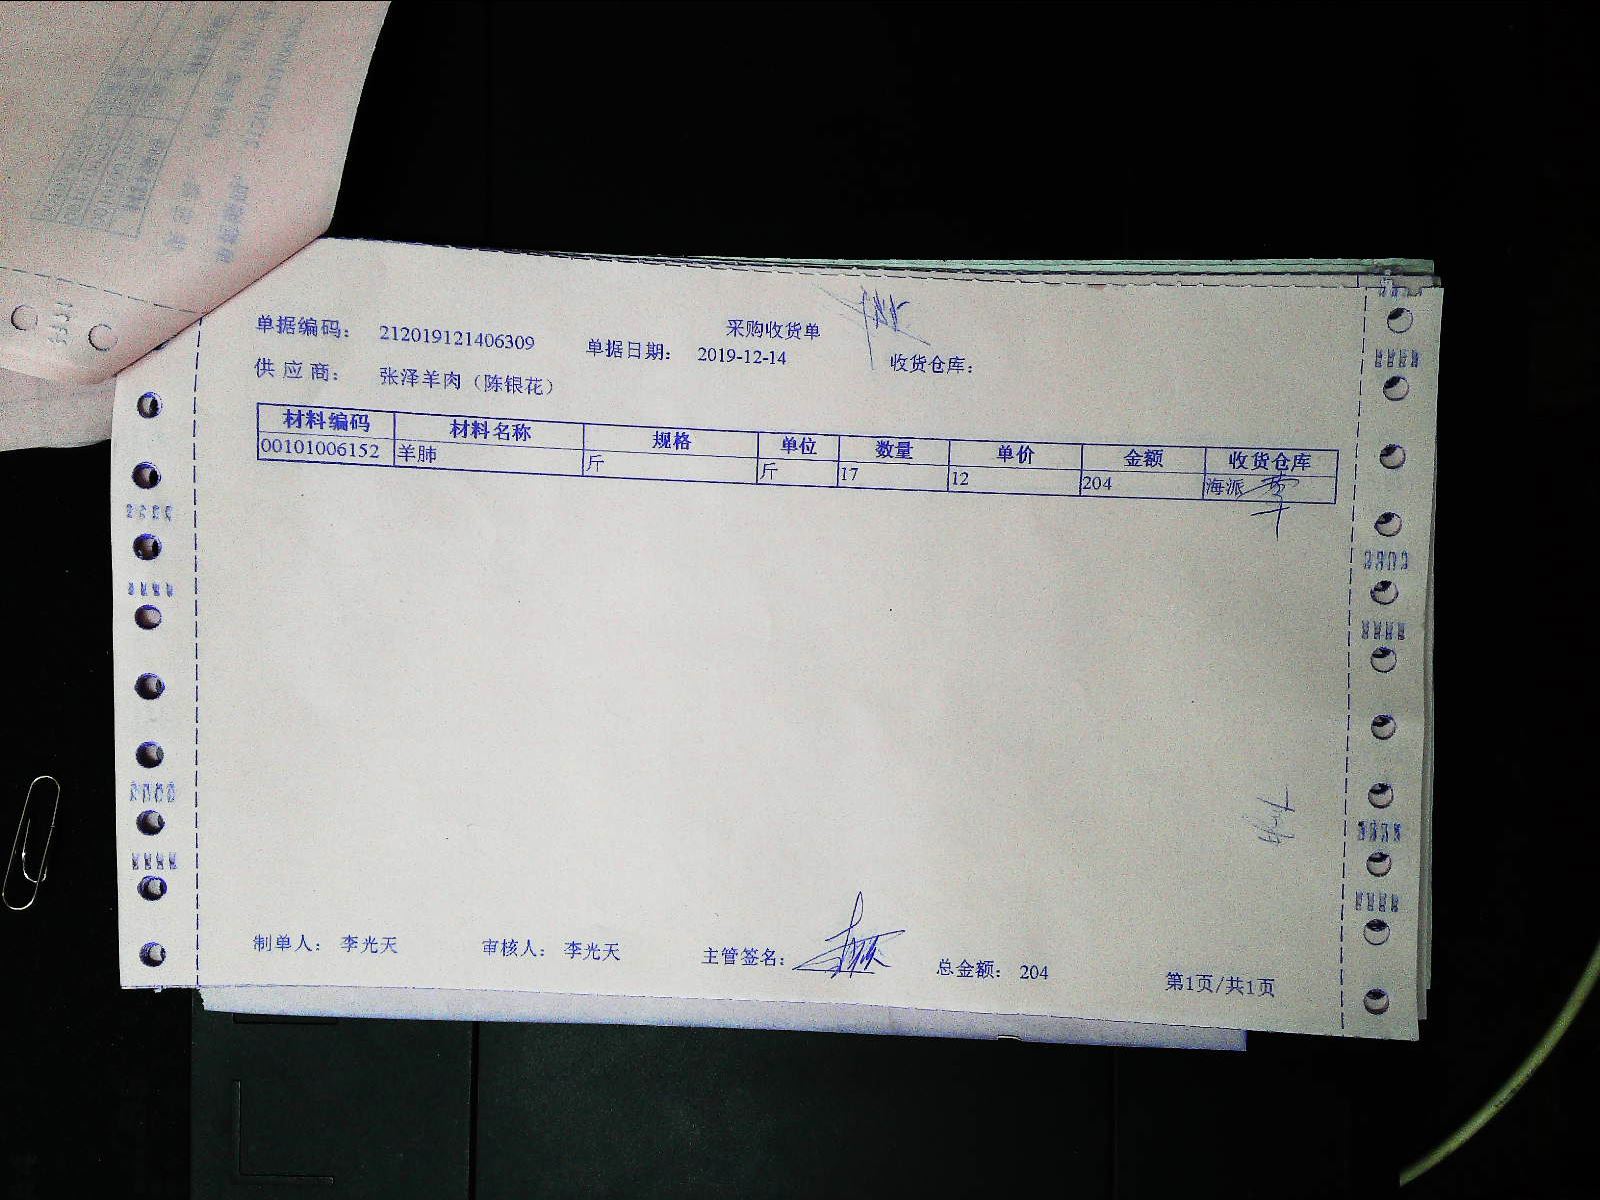 采购收货单
单据编码： 212019121406309 单据日期： 2019-12-14 收货仓库：
供 应 商： 张泽羊肉（陈银花）
材料编码 材料名称 规格 单位 数量 单价 金额 收货仓库
00101006152 羊肺 斤 斤 17 12 204 海派
制单人： 李光天 审核人： 李光天 主管签名： 总金额： 204 第1页/共1页